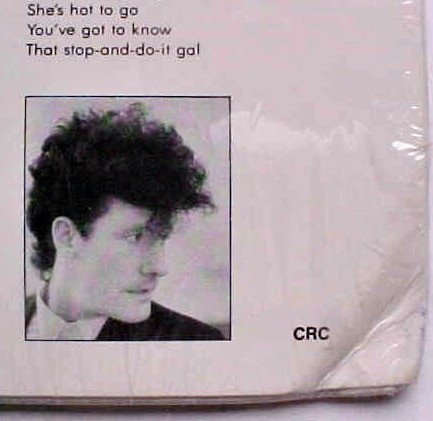 She's hot to go
You've got to know
That stop-and-do-it gal
CRC